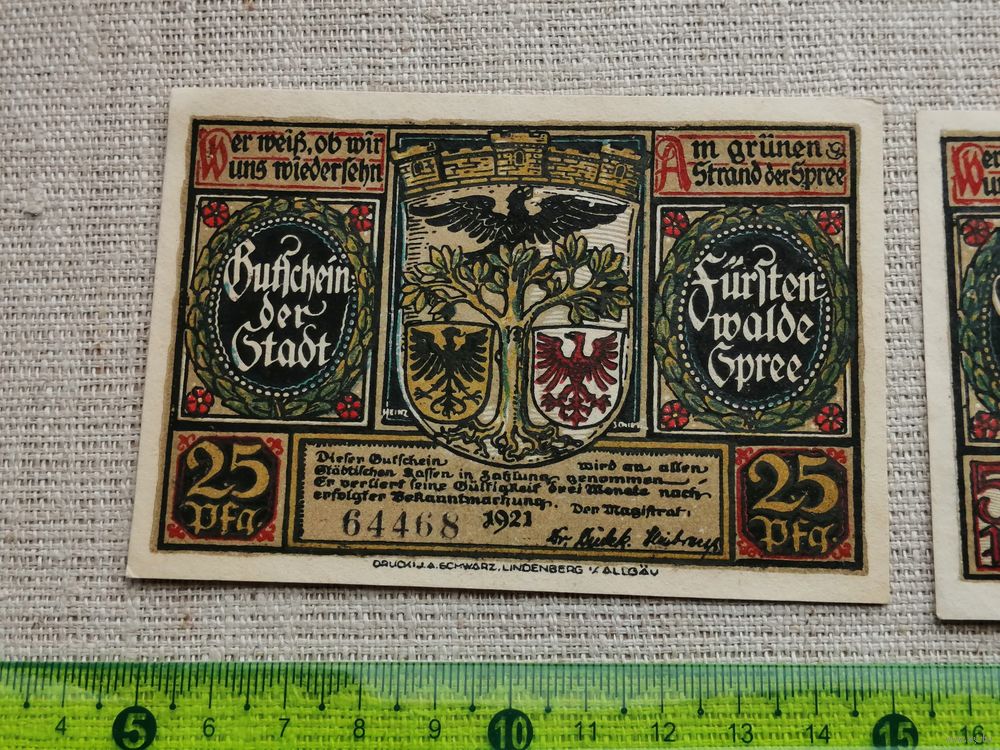 Wer weiß, ob wir
uns wiedersehn
Am grünen
Strand der Spree
Gutschein
der
Stadt
Fürsten-
walde
Spree
HEINZ
25
Pfg.
Dieser Gutschein wird an allen
Städtischen Kassen in Zahlung genommen
Er verliert seine Gültigkeit drei Monate nach
erfolgter Bekanntmachung. Der Magistrat:
64468 1921
Dr.
25
Pfg.
DRUCK: J.A. SCHWARZ, LINDENBERG i/ ALLGÄU
4 5 6 7 8 9 10 11 12 13 14 15 16